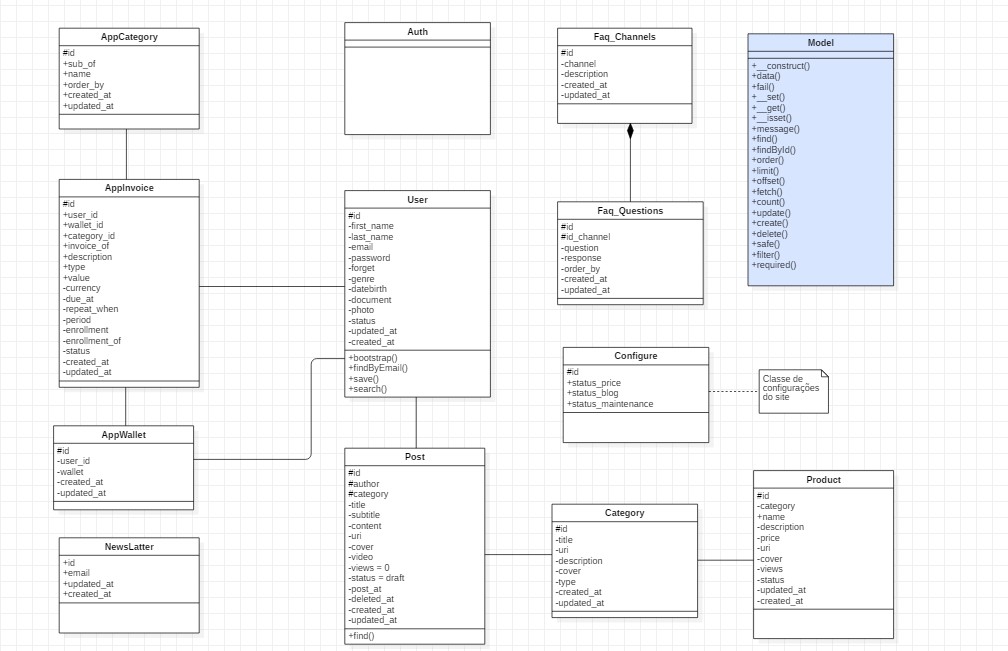 AppCategory
#id
+sub_of
+name
+order_by
+created_at
+updated_at
Auth
Faq_Channels
#id
-channel
-description
-created_at
-updated_at
Model
+__construct()
+data()
+fail()
+__set()
+__get()
+__isset()
+message()
+find()
+findById()
+order()
+limit()
+offset()
+fetch()
+count()
+update()
+create()
+delete()
+safe()
+filter()
+required()
AppInvoice
#id
+user_id
+wallet_id
+category_id
+invoice_of
+description
+type
+value
-currency
-due_at
-repeat_when
-period
-enrollment
-enrollment_of
-status
-created_at
-updated_at
User
#id
-first_name
-last_name
-email
-password
-forget
-genre
-datebirth
-document
-photo
-status
-updated_at
-created_at
+bootstrap()
+findByEmail()
+save()
+search()
Faq_Questions
#id
#id_channel
-question
-response
-order_by
-created_at
-updated_at
Configure
#id
+status_price
+status_blog
+status_maintenance
Classe de
configurações
do site
AppWallet
#id
-user_id
-wallet
-created_at
-updated_at
Post
#id
#author
#category
-title
-subtitle
-content
-uri
-cover
-video
-views = 0
-status = draft
-post_at
-deleted_at
-created_at
-updated_at
+find()
Category
#id
-title
-uri
-description
-cover
-type
-created_at
-updated_at
Product
#id
-category
+name
-description
-price
-uri
-cover
-views
-status
-updated_at
-created_at
NewsLatter
+id
+email
+updated_at
+created_at